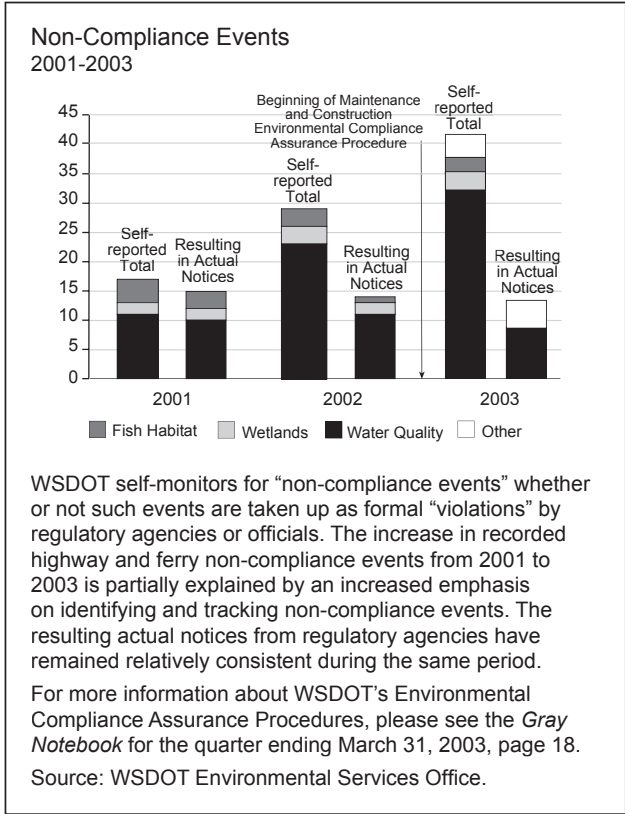 Non-Compliance Events
2001-2003
45
40
35
30
25
20
15
10
5
0
Self-
reported
Total
Resulting
in Actual
Notices
Self-
reported
Total
Resulting
in Actual
Notices
Beginning of Maintenance
and Construction
Environmental Compliance
Assurance Procedure
Self-
reported
Total
Resulting
in Actual
Notices
2001
2002
2003
Fish Habitat
Wetlands
Water Quality
Other
WSDOT self-monitors for “non-compliance events” whether
or not such events are taken up as formal “violations” by
regulatory agencies or officials. The increase in recorded
highway and ferry non-compliance events from 2001 to
2003 is partially explained by an increased emphasis
on identifying and tracking non-compliance events. The
resulting actual notices from regulatory agencies have
remained relatively consistent during the same period.
For more information about WSDOT’s Environmental
Compliance Assurance Procedures, please see the Gray
Notebook for the quarter ending March 31, 2003, page 18.
Source: WSDOT Environmental Services Office.